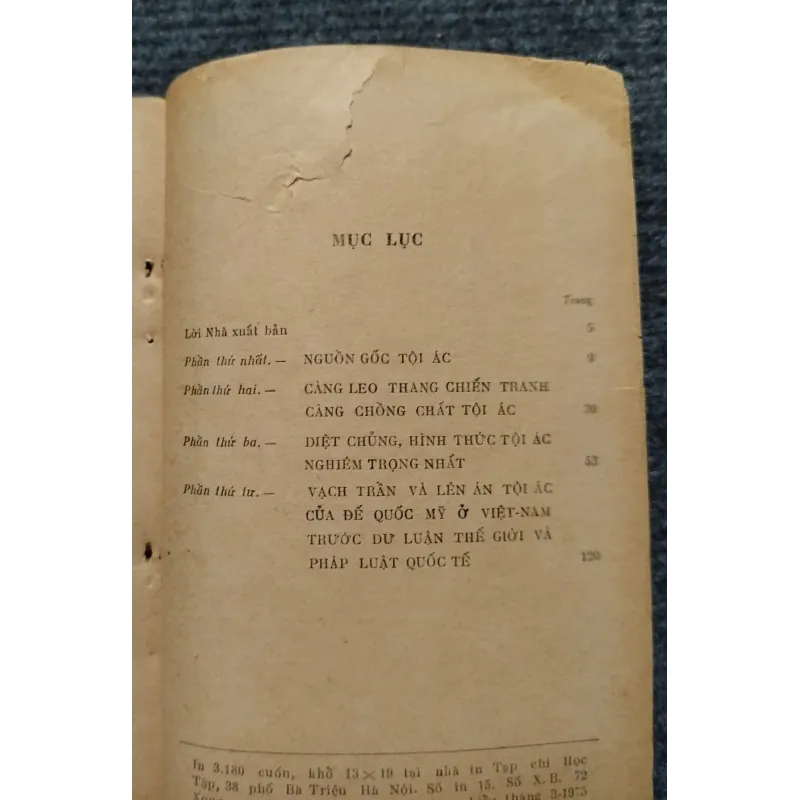 MỤC LỤC
Trang
Lời Nhà xuất bản 5
Phần thứ nhất. — NGUỒN GỐC TỘI ÁC 9
Phần thứ hai. — CÀNG LEO THANG CHIẾN TRANH
CÀNG CHỒNG CHẤT TỘI ÁC
Phần thứ ba. — DIỆT CHỦNG, HÌNH THỨC TỘI ÁC
NGHIÊM TRỌNG NHẤT 53
Phần thứ tư. — VẠCH TRẦN VÀ LÊN ÁN TỘI ÁC
CỦA ĐẾ QUỐC MỸ Ở VIỆT-NAM
TRƯỚC DƯ LUẬN THẾ GIỚI VÀ
PHÁP LUẬT QUỐC TẾ 120
In 3.180 cuốn, khổ 13×19 tại nhà in Tạp chí Học
Tập, 38 phố Bà Triệu Hà Nội. Số in 15. Số X.B. 72
tháng 3-1975